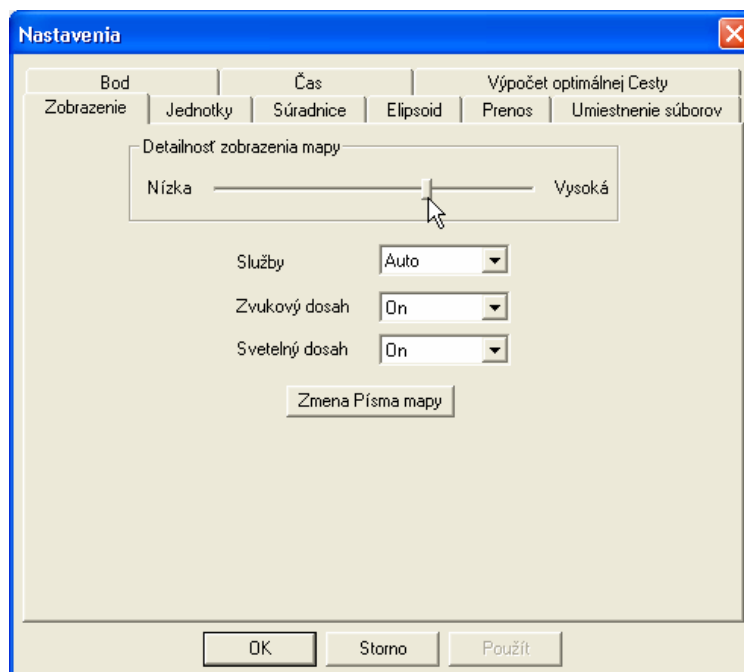 Nastavenia
Bod Čas Výpočet optimálnej Cesty
Zobrazenie Jednotky Súradnice Elipsoid Prenos Umiestnenie súborov
Detailnosť zobrazenia mapy
Nízka Vysoká
Služby Auto
Zvukový dosah On
Svetelný dosah On
Zmena Písma mapy
OK Storno Použít